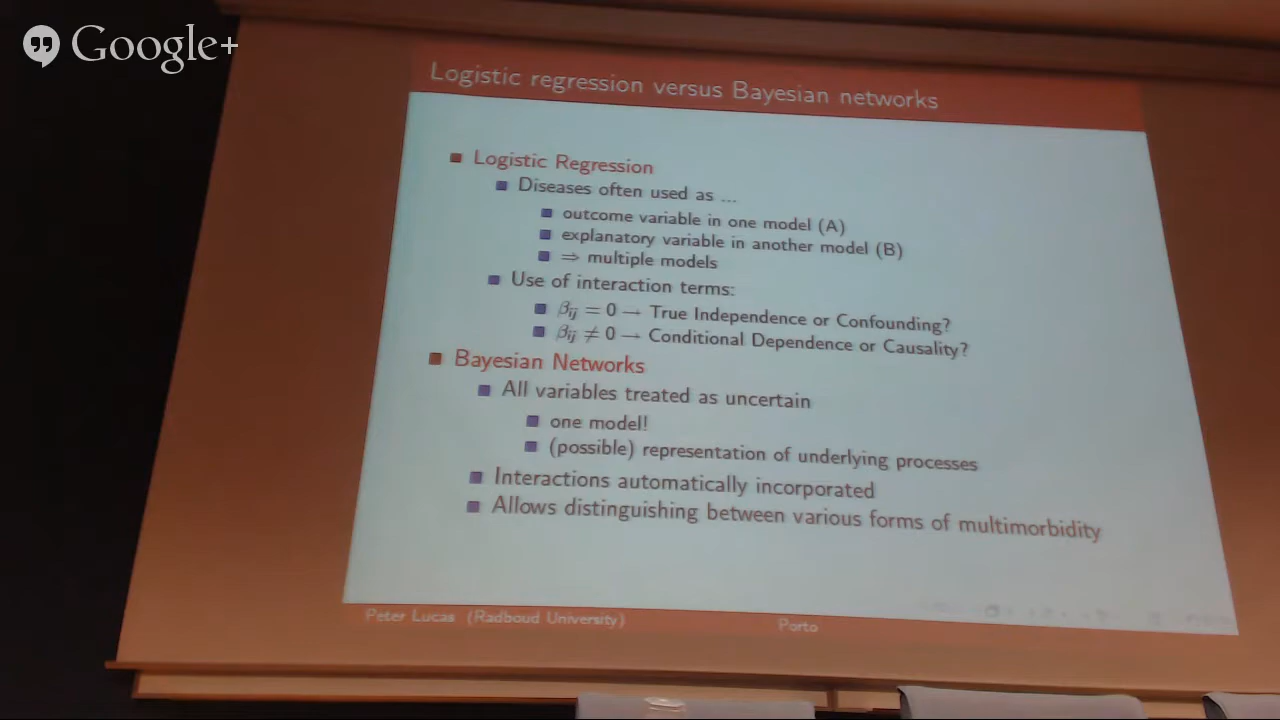 Google+
Logistic regression versus Bayesian networks
Logistic Regression
Diseases often used as ...
outcome variable in one model (A)
explanatory variable in another model (B)
⇒ multiple models
Use of interaction terms:
βij = 0 → True Independence or Confounding?
βij ≠ 0 → Conditional Dependence or Causality?
Bayesian Networks
All variables treated as uncertain
one model!
(possible) representation of underlying processes
Interactions automatically incorporated
Allows distinguishing between various forms of multimorbidity
Peter Lucas (Radboud University)
Porto